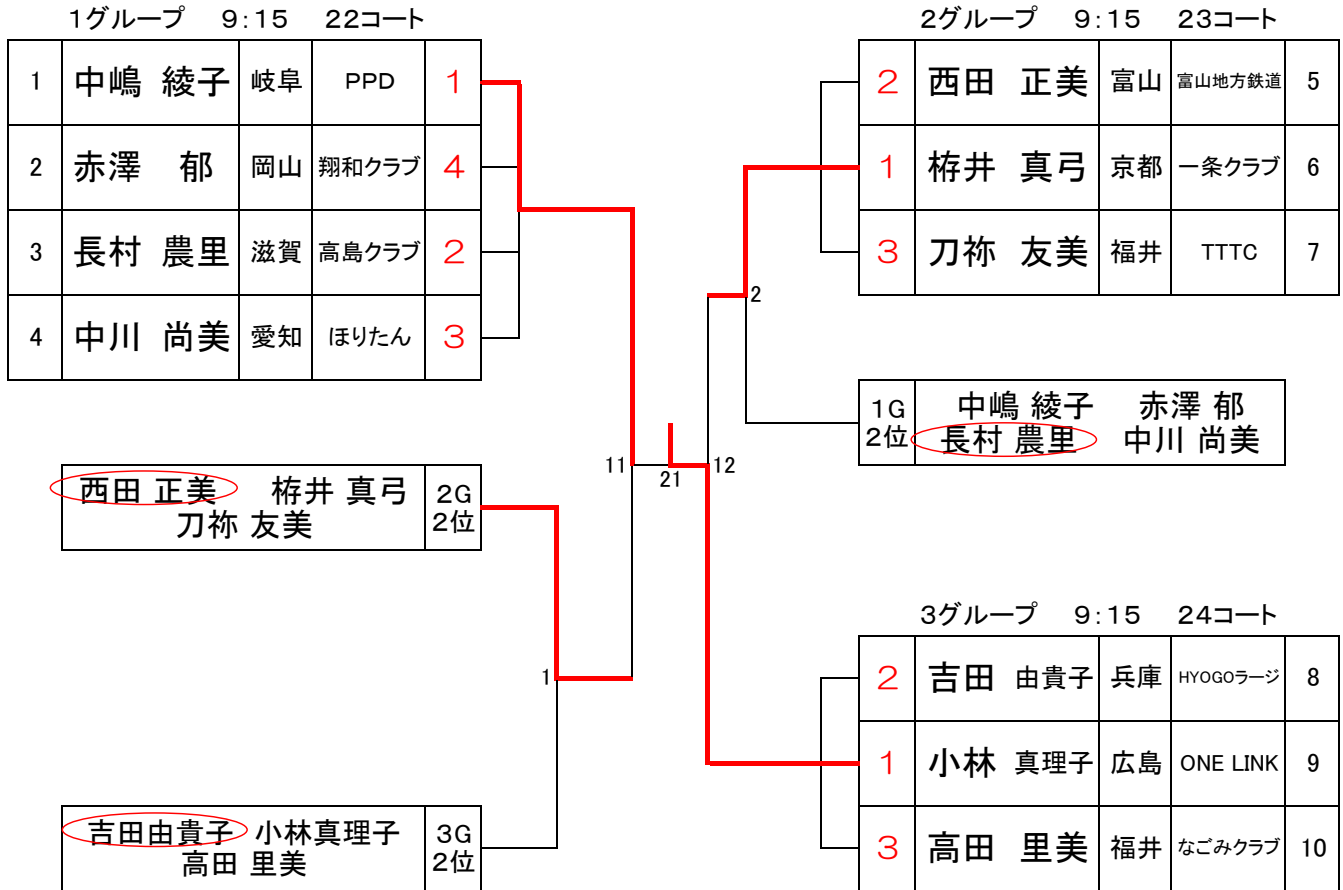 1グループ 9:15 22コート
1 中嶋 綾子 岐阜 PPD 1
2 赤澤 郁 岡山 翔和クラブ 4
3 長村 農里 滋賀 高島クラブ 2
4 中川 尚美 愛知 ほりたん 3
西田 正美 栫井 真弓 2G
刀祢 友美 2位
吉田由貴子 小林真理子 3G
高田 里美 2位
1
11
21
12
2
2グループ 9:15 23コート
2 西田 正美 富山 富山地方鉄道 5
1 栫井 真弓 京都 一条クラブ 6
3 刀祢 友美 福井 TTTC 7
1G 中嶋 綾子 赤澤 郁
2位 長村 農里 中川 尚美
3グループ 9:15 24コート
2 吉田 由貴子 兵庫 HYOGOラージ 8
1 小林 真理子 広島 ONE LINK 9
3 高田 里美 福井 なごみクラブ 10